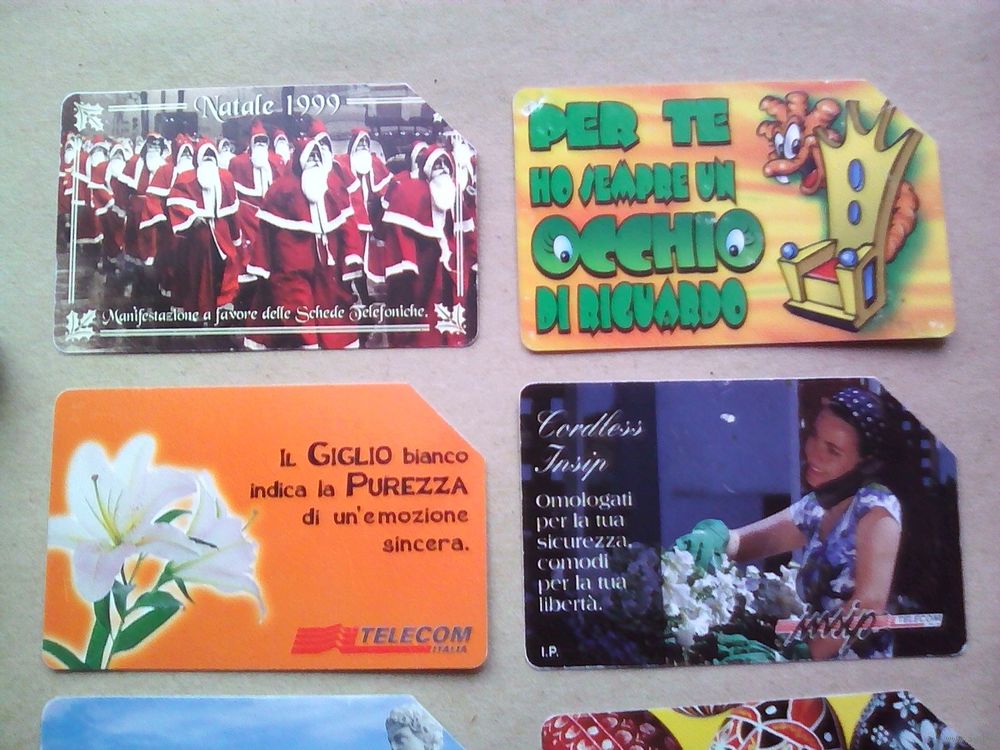 Natale 1999
Manifestazione a favore delle Schede Telefoniche.
PER TE
HO SEMPRE UN
OCCHIO
DI RIGUARDO
IL GIGLIO bianco
indica la PUREZZA
di un'emozione
sincera.
TELECOM
ITALIA
Cordless
Insip
Omologati
per la tua
sicurezza,
comodi
per la tua
libertà.
insip
TELECOM
I.P.